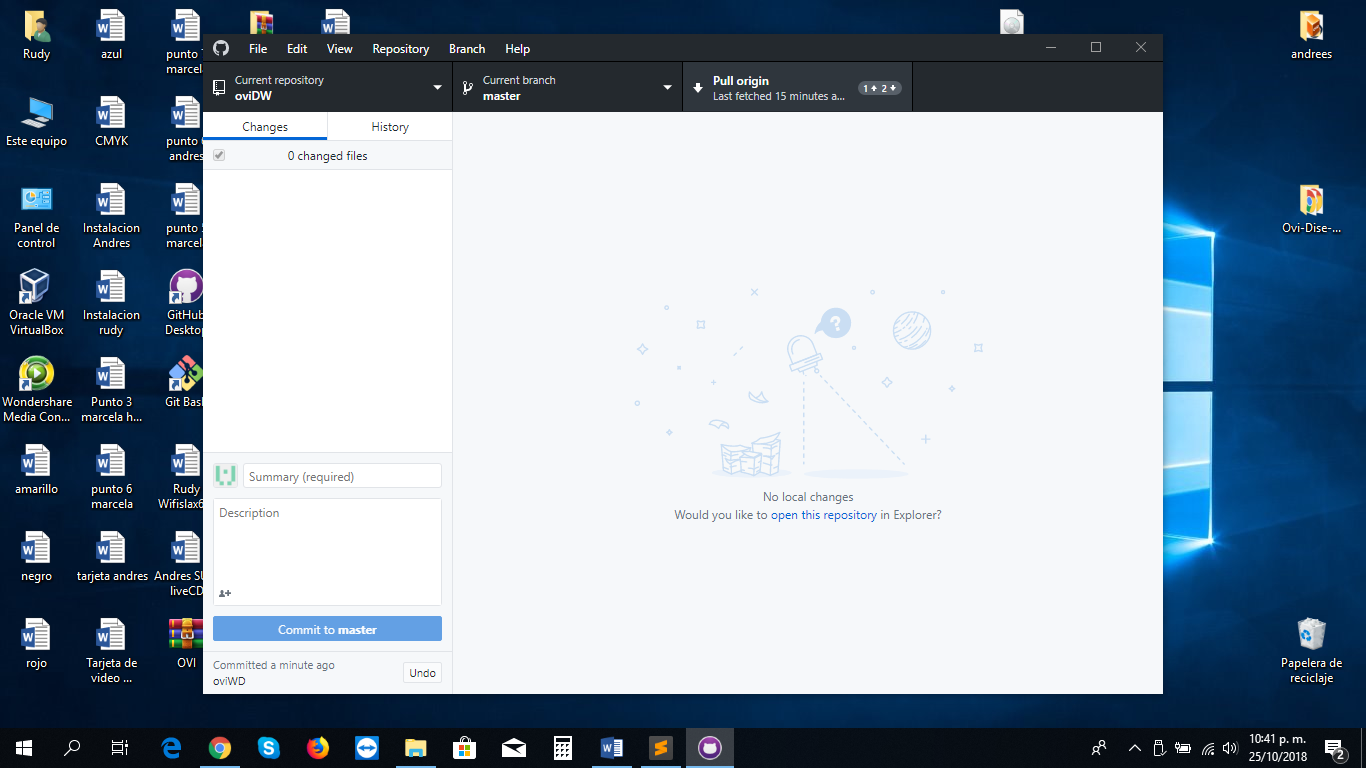 Rudy
azul
punto 7
marcela
andrees
Este equipo
CMYK
punto
andres
Panel de
control
Instalacion
Andres
punto
marcela
Ovi-Dise-...
Oracle VM
VirtualBox
Instalacion
rudy
GitHub
Desktop
Wondershare
Media Con...
Punto 3
marcela h...
Git Bash
amarillo
punto 6
marcela
Rudy
Wifislax6
negro
tarjeta andres
Andres SU
liveCD
rojo
Tarjeta de
video ...
OVI
Papelera de
reciclaje
File Edit View Repository Branch Help
Current repository
oviDW
Current branch
master
Pull origin
Last fetched 15 minutes a...
1 2
Changes
History
0 changed files
No local changes
Would you like to open this repository in Explorer?
Summary (required)
Description
Commit to master
Committed a minute ago
oviWD
Undo
10:41 p. m.
25/10/2018
2